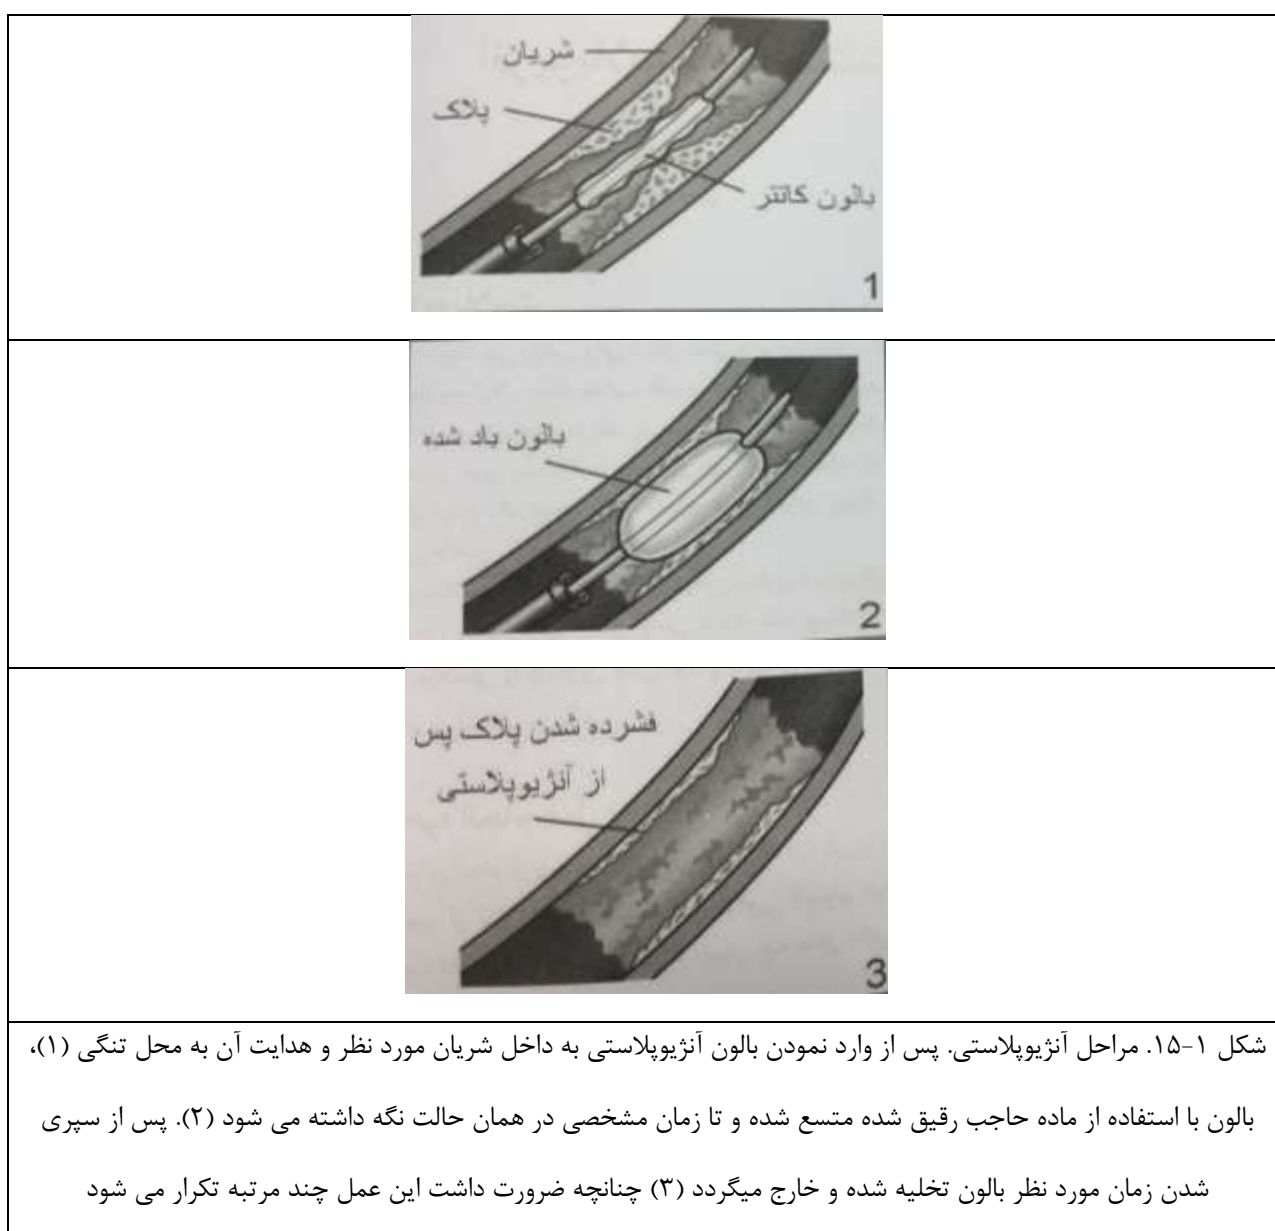 شریان
پلاک
بالون کاتتر
1
بالون باد شده
2
فشرده شدن پلاک پس
از آنژیوپلاستی
3
شکل ۱-۱۵. مراحل آنژیوپلاستی. پس از وارد نمودن بالون آنژیوپلاستی به داخل شریان مورد نظر و هدایت آن به محل تنگی (۱)،
بالون با استفاده از ماده حاجب رقیق شده متسع شده و تا زمان مشخصی در همان حالت نگه داشته می شود (۲). پس از سپری
شدن زمان مورد نظر بالون تخلیه شده و خارج میگردد (۳) چنانچه ضرورت داشت این عمل چند مرتبه تکرار می شود